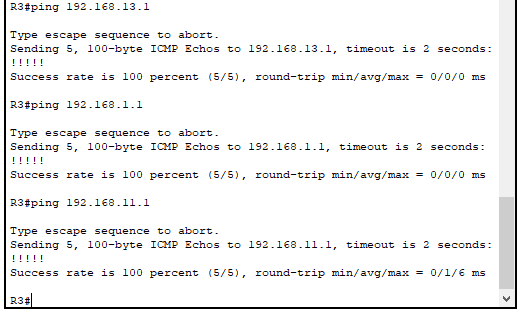 R3#ping 192.168.13.1
Type escape sequence to abort.
Sending 5, 100-byte ICMP Echos to 192.168.13.1, timeout is 2 seconds:
!!!!!
Success rate is 100 percent (5/5), round-trip min/avg/max = 0/0/0 ms
R3#ping 192.168.1.1
Type escape sequence to abort.
Sending 5, 100-byte ICMP Echos to 192.168.1.1, timeout is 2 seconds:
!!!!!
Success rate is 100 percent (5/5), round-trip min/avg/max = 0/0/0 ms
R3#ping 192.168.11.1
Type escape sequence to abort.
Sending 5, 100-byte ICMP Echos to 192.168.11.1, timeout is 2 seconds:
!!!!!
Success rate is 100 percent (5/5), round-trip min/avg/max = 0/1/6 ms
R3#